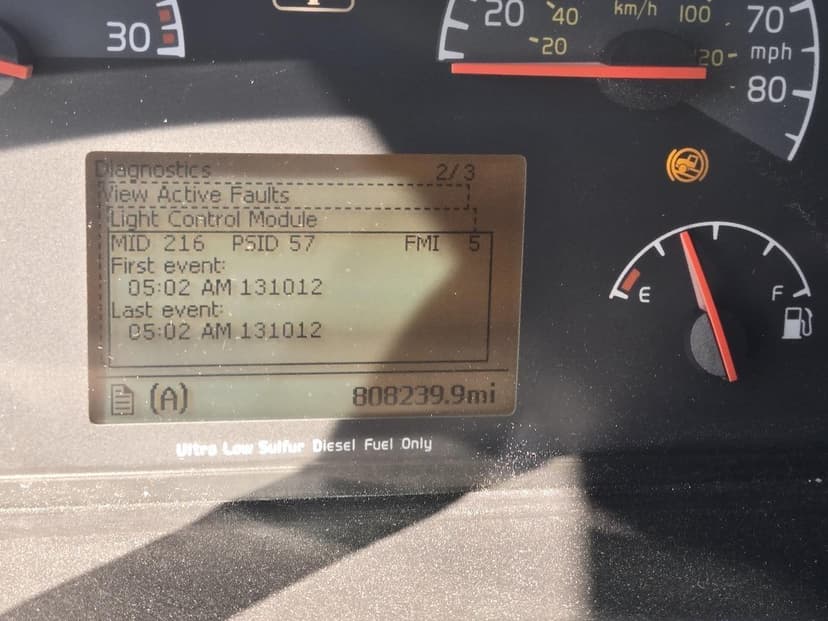 30
20
40
20
km/h
100
120
70
mph
80
Diagnostics 2/3
View Active Faults
Light Control Module
MID 216 PSID 57 FMI 5
First event:
05:02 AM 131012
Last event:
05:02 AM 131012
(A) 808239.9mi
E
F
Ultra Low Sulfur Diesel Fuel Only